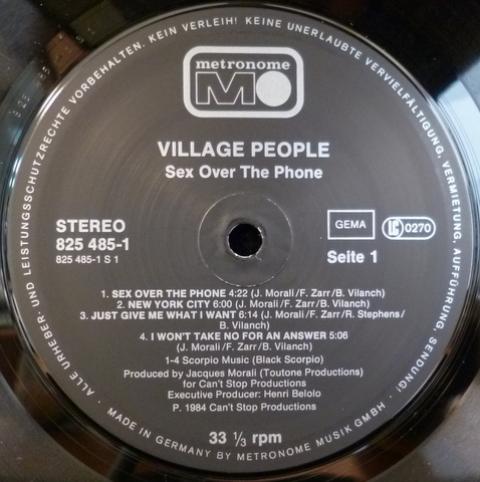 · ALLE URHEBER- UND LEISTUNGSSCHUTZRECHTE VORBEHALTEN. KEIN VERLEIH! KEINE UNERLAUBTE VERVIELFÄLTIGUNG, VERMIETUNG, AUFFÜHRUNG, SENDUNG! ·
metronome
M
VILLAGE PEOPLE
Sex Over The Phone
STEREO
825 485-1
825 485-1 S 1
GEMA
LC 0270
Seite 1
1. SEX OVER THE PHONE 4:22 (J. Morali/F. Zarr/B. Vilanch)
2. NEW YORK CITY 6:00 (J. Morali/F. Zarr/B. Vilanch)
3. JUST GIVE ME WHAT I WANT 6:14 (J. Morali/F. Zarr/R. Stephens/
B. Vilanch)
4. I WON'T TAKE NO FOR AN ANSWER 5:06
(J. Morali/F. Zarr/B. Vilanch)
1-4 Scorpio Music (Black Scorpio)
Produced by Jacques Morali (Toutone Productions)
for Can't Stop Productions
Executive Producer: Henri Belolo
P. 1984 Can't Stop Productions
33 ⅓ rpm
MADE IN GERMANY BY METRONOME MUSIK GMBH ·